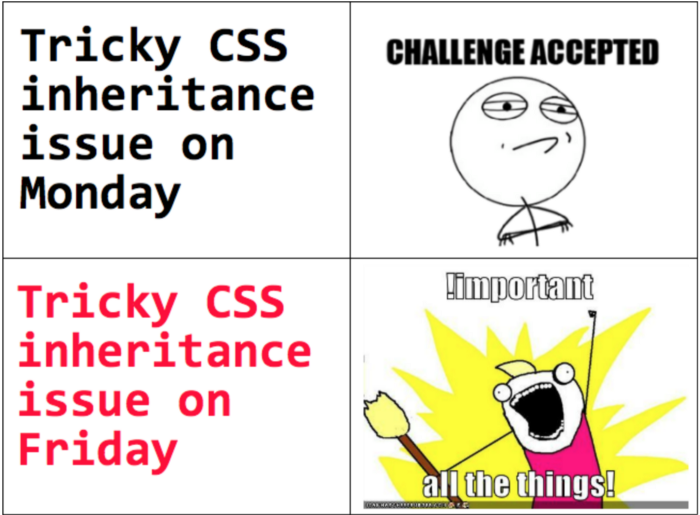 Tricky CSS
inheritance
issue on
Monday
CHALLENGE ACCEPTED
Tricky CSS
inheritance
issue on
Friday
!important
all the things!